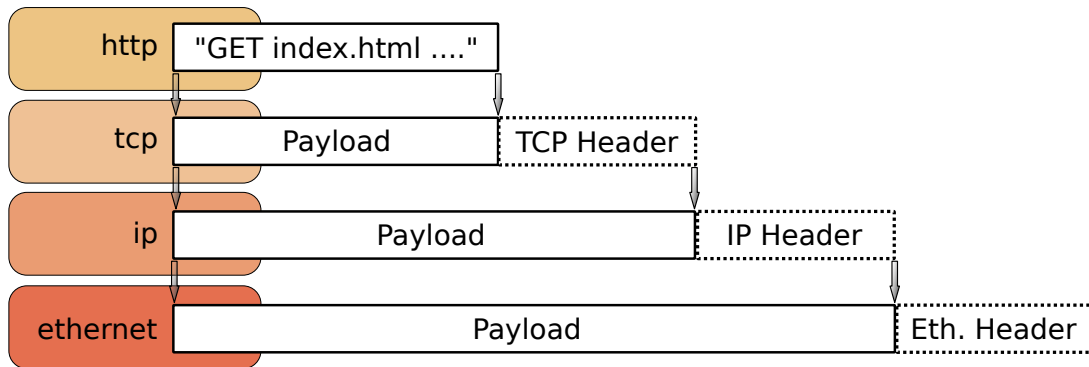 http "GET index.html ...."
tcp Payload TCP Header
ip Payload IP Header
ethernet Payload Eth. Header